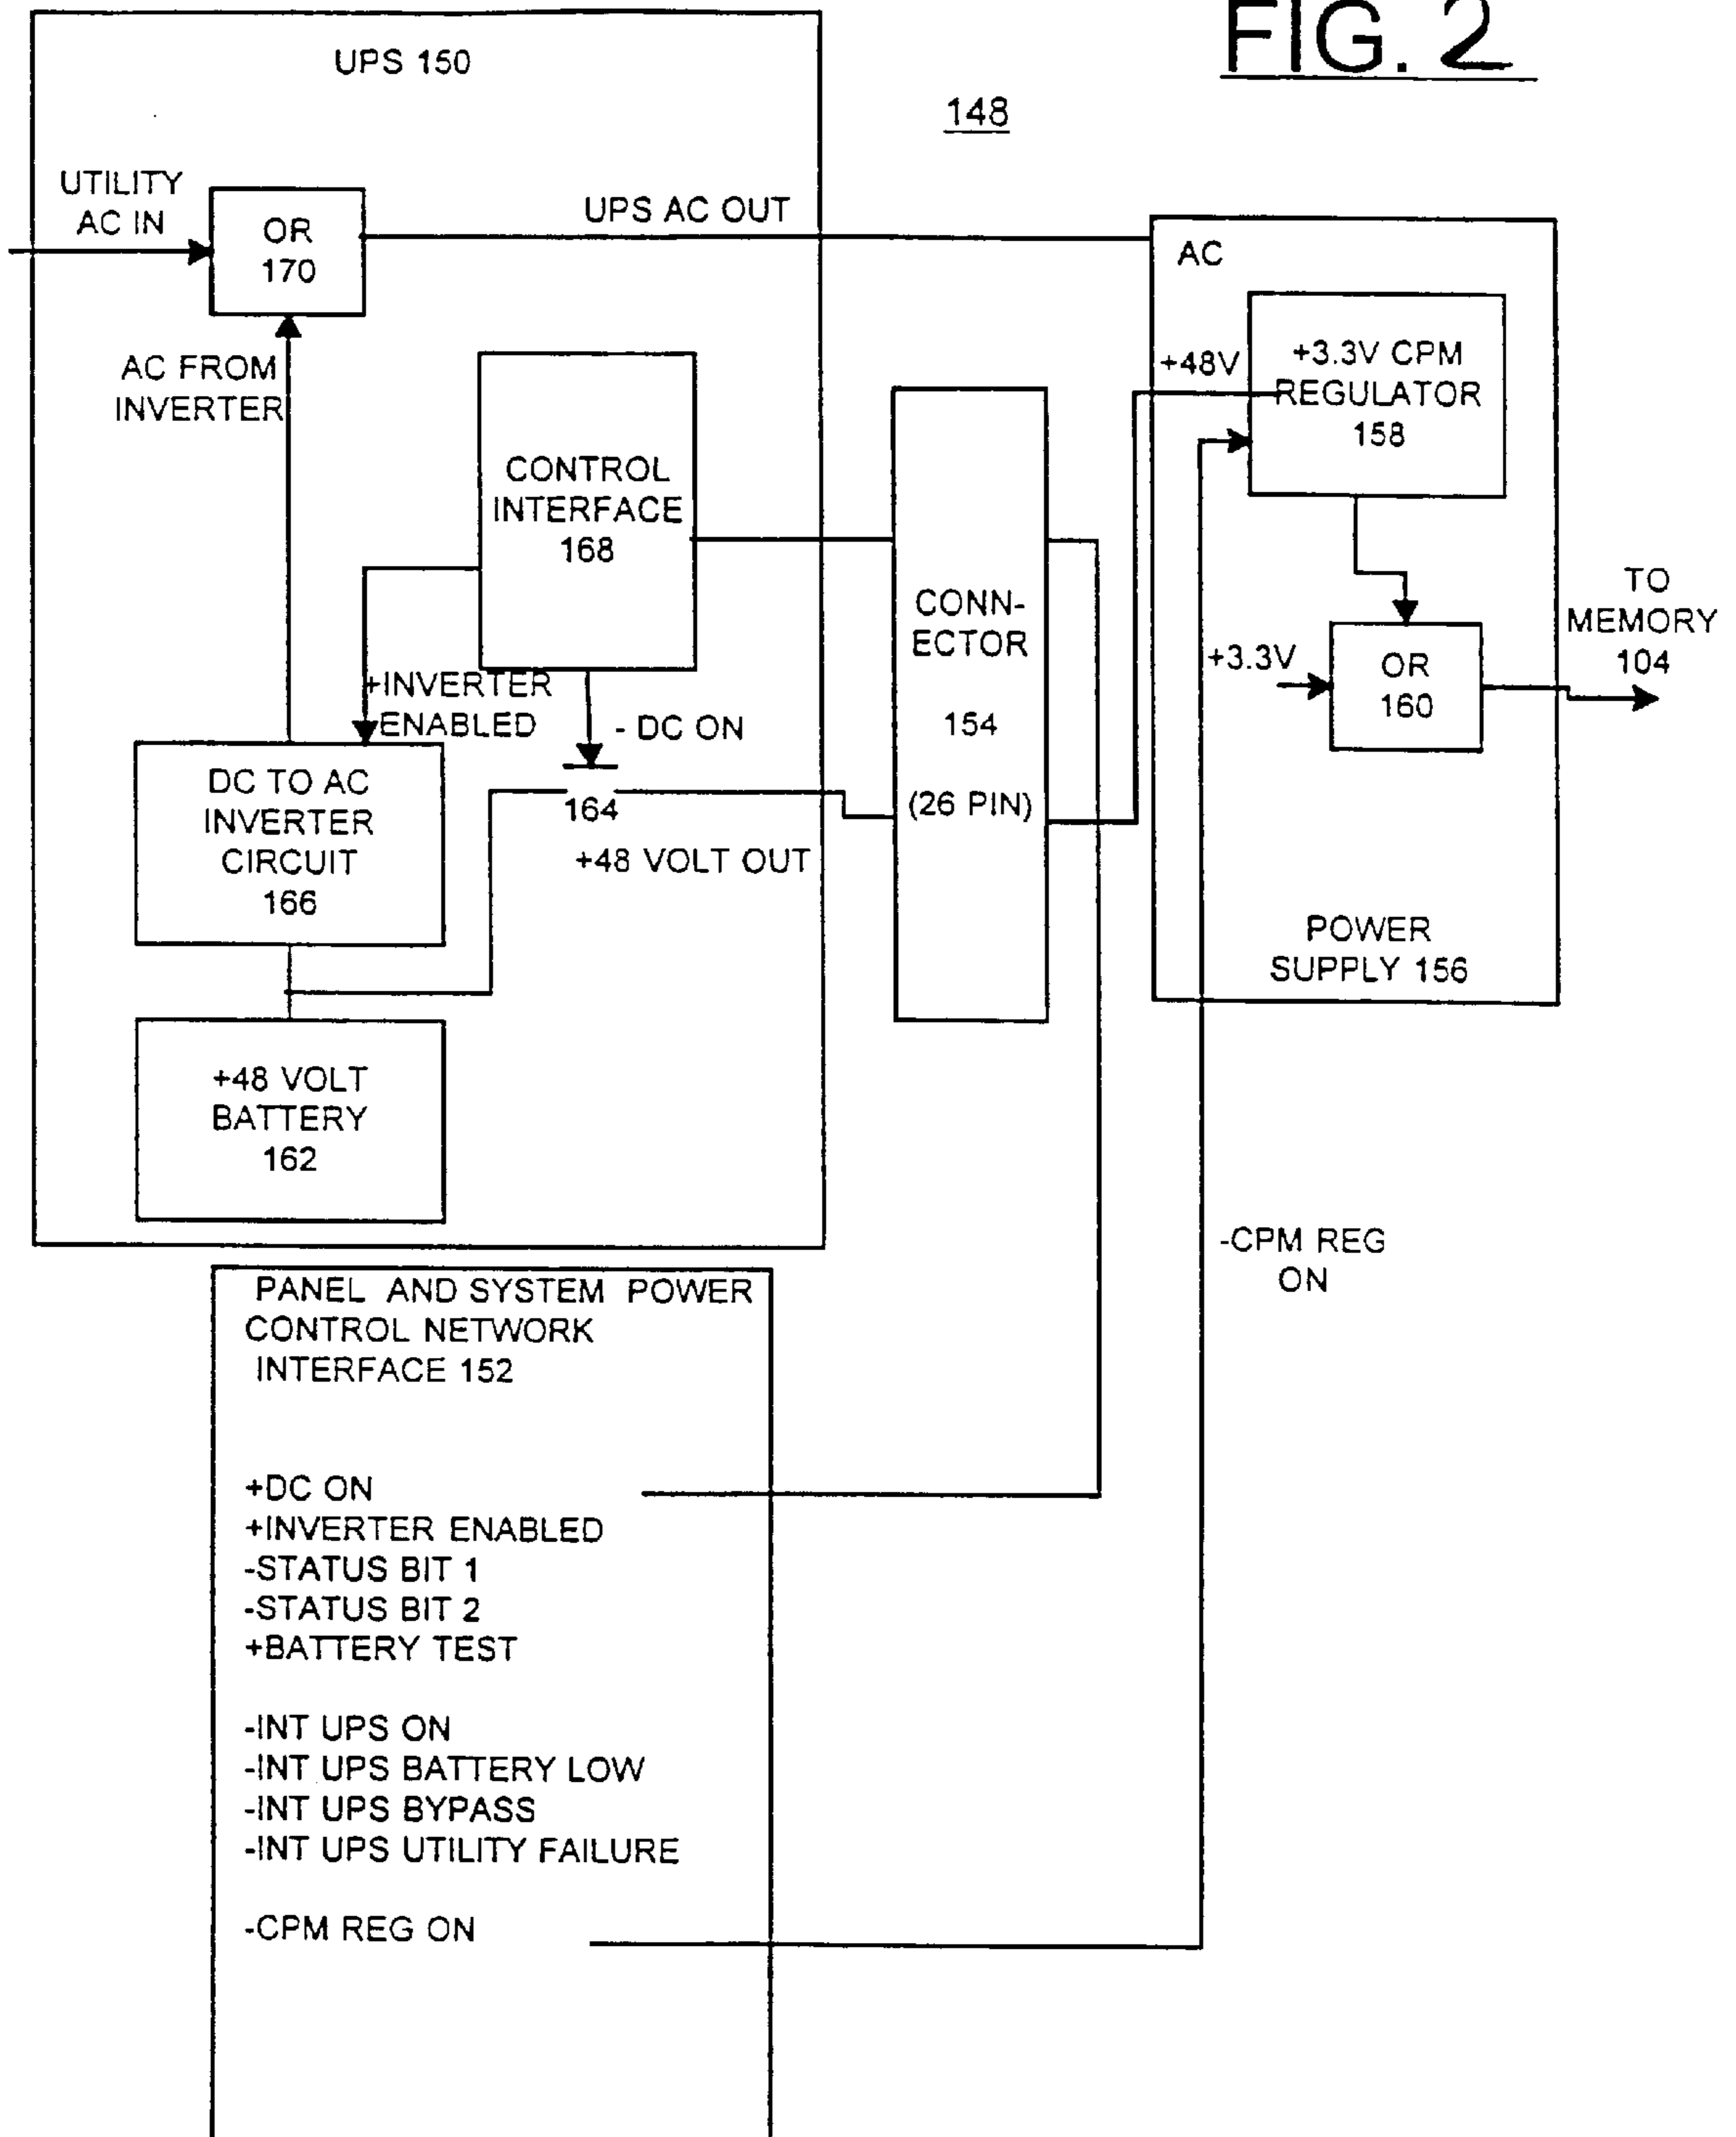 FIG. 2
148
UPS 150
UTILITY
AC IN
OR
170
UPS AC OUT
AC FROM
INVERTER
CONTROL
INTERFACE
168
+INVERTER
ENABLED
- DC ON
164
+48 VOLT OUT
DC TO AC
INVERTER
CIRCUIT
166
+48 VOLT
BATTERY
162
CONN-
ECTOR
154
(26 PIN)
AC
+48V
+3.3V CPM
REGULATOR
158
+3.3V
OR
160
TO
MEMORY
104
POWER
SUPPLY 156
-CPM REG
ON
PANEL AND SYSTEM POWER
CONTROL NETWORK
INTERFACE 152
+DC ON
+INVERTER ENABLED
-STATUS BIT 1
-STATUS BIT 2
+BATTERY TEST
-INT UPS ON
-INT UPS BATTERY LOW
-INT UPS BYPASS
-INT UPS UTILITY FAILURE
-CPM REG ON